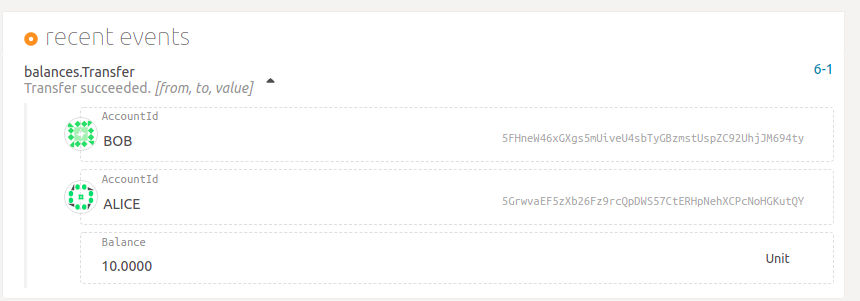 recent events
balances.Transfer 6-1
Transfer succeeded. [from, to, value]
AccountId
BOB 5FHneW46xGXgs5mUiveU4sbTyGBzmstUspZC92UhjJM694ty
AccountId
ALICE 5GrwvaEF5zXb26Fz9rcQpDWS57CtERHpNehXCPcNoHGKutQY
Balance
10.0000 Unit